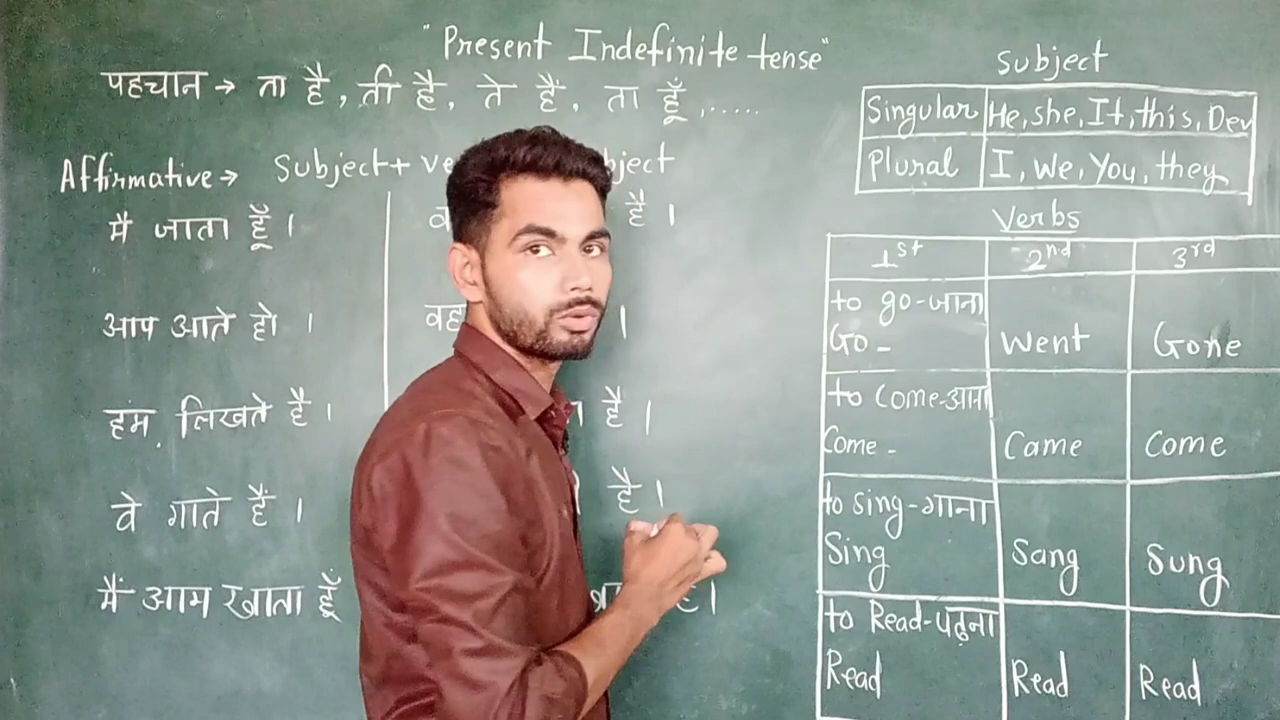 "Present Indefinite tense"
पहचान → ता है, ती है, ते हैं, ता हूँ, .....
Affirmative → Subject + ve
मैं जाता हूँ ।
है ।
आप आते हो ।
वह
।
हम लिखते हैं ।
है ।
वे गाते हैं ।
है ।
मैं आम खाता हूँ
Subject
Singular He, she, It, this, Dev
Plural I, We, You, they
Verbs
1st 2nd 3rd
to go-जाना
Go - Went Gone
to Come-आना
Come - Came Come
to sing-गाना
Sing Sang Sung
to Read-पढ़ना
Read Read Read